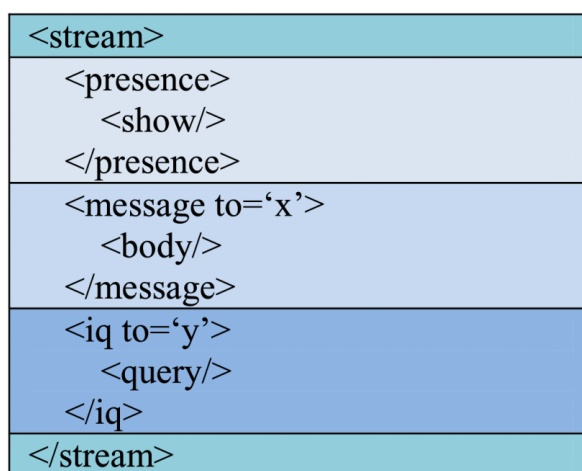 <stream>
<presence>
<show/>
</presence>
<message to=‘x’>
<body/>
</message>
<iq to=‘y’>
<query/>
</iq>
</stream>